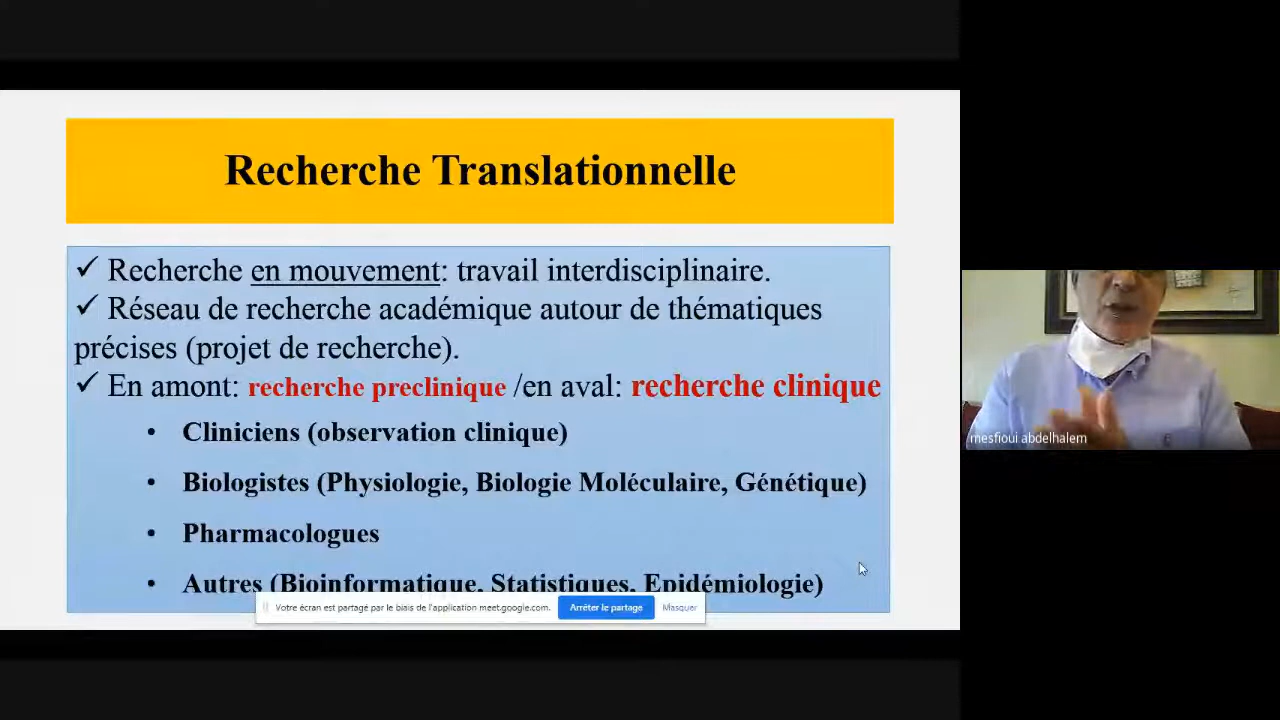 Recherche Translationnelle
✓ Recherche en mouvement: travail interdisciplinaire.
✓ Réseau de recherche académique autour de thématiques
précises (projet de recherche).
✓ En amont: recherche preclinique /en aval: recherche clinique
• Cliniciens (observation clinique)
• Biologistes (Physiologie, Biologie Moléculaire, Génétique)
• Pharmacologues
• Autres (Bioinformatique, Statistiques, Epidémiologie)
Votre écran est partagé par le biais de l'application meet.google.com. Arrêter le partage Masquer
mesfioui abdelhalem